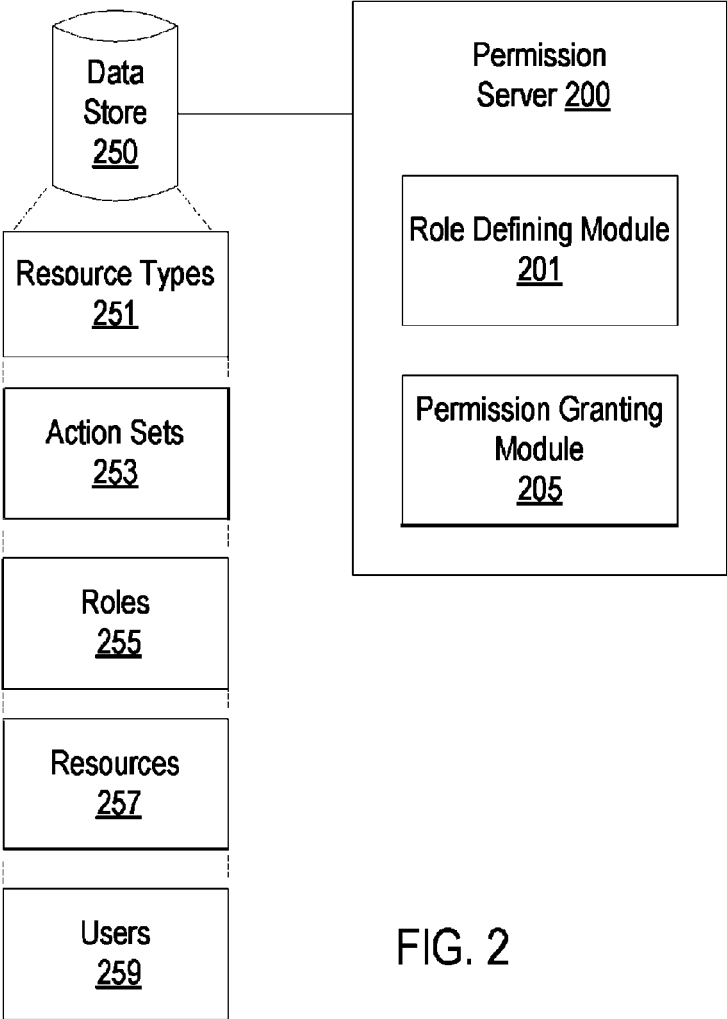 Data
Store
250
Permission
Server 200
Role Defining Module
201
Permission Granting
Module
205
Resource Types
251
Action Sets
253
Roles
255
Resources
257
Users
259
FIG. 2